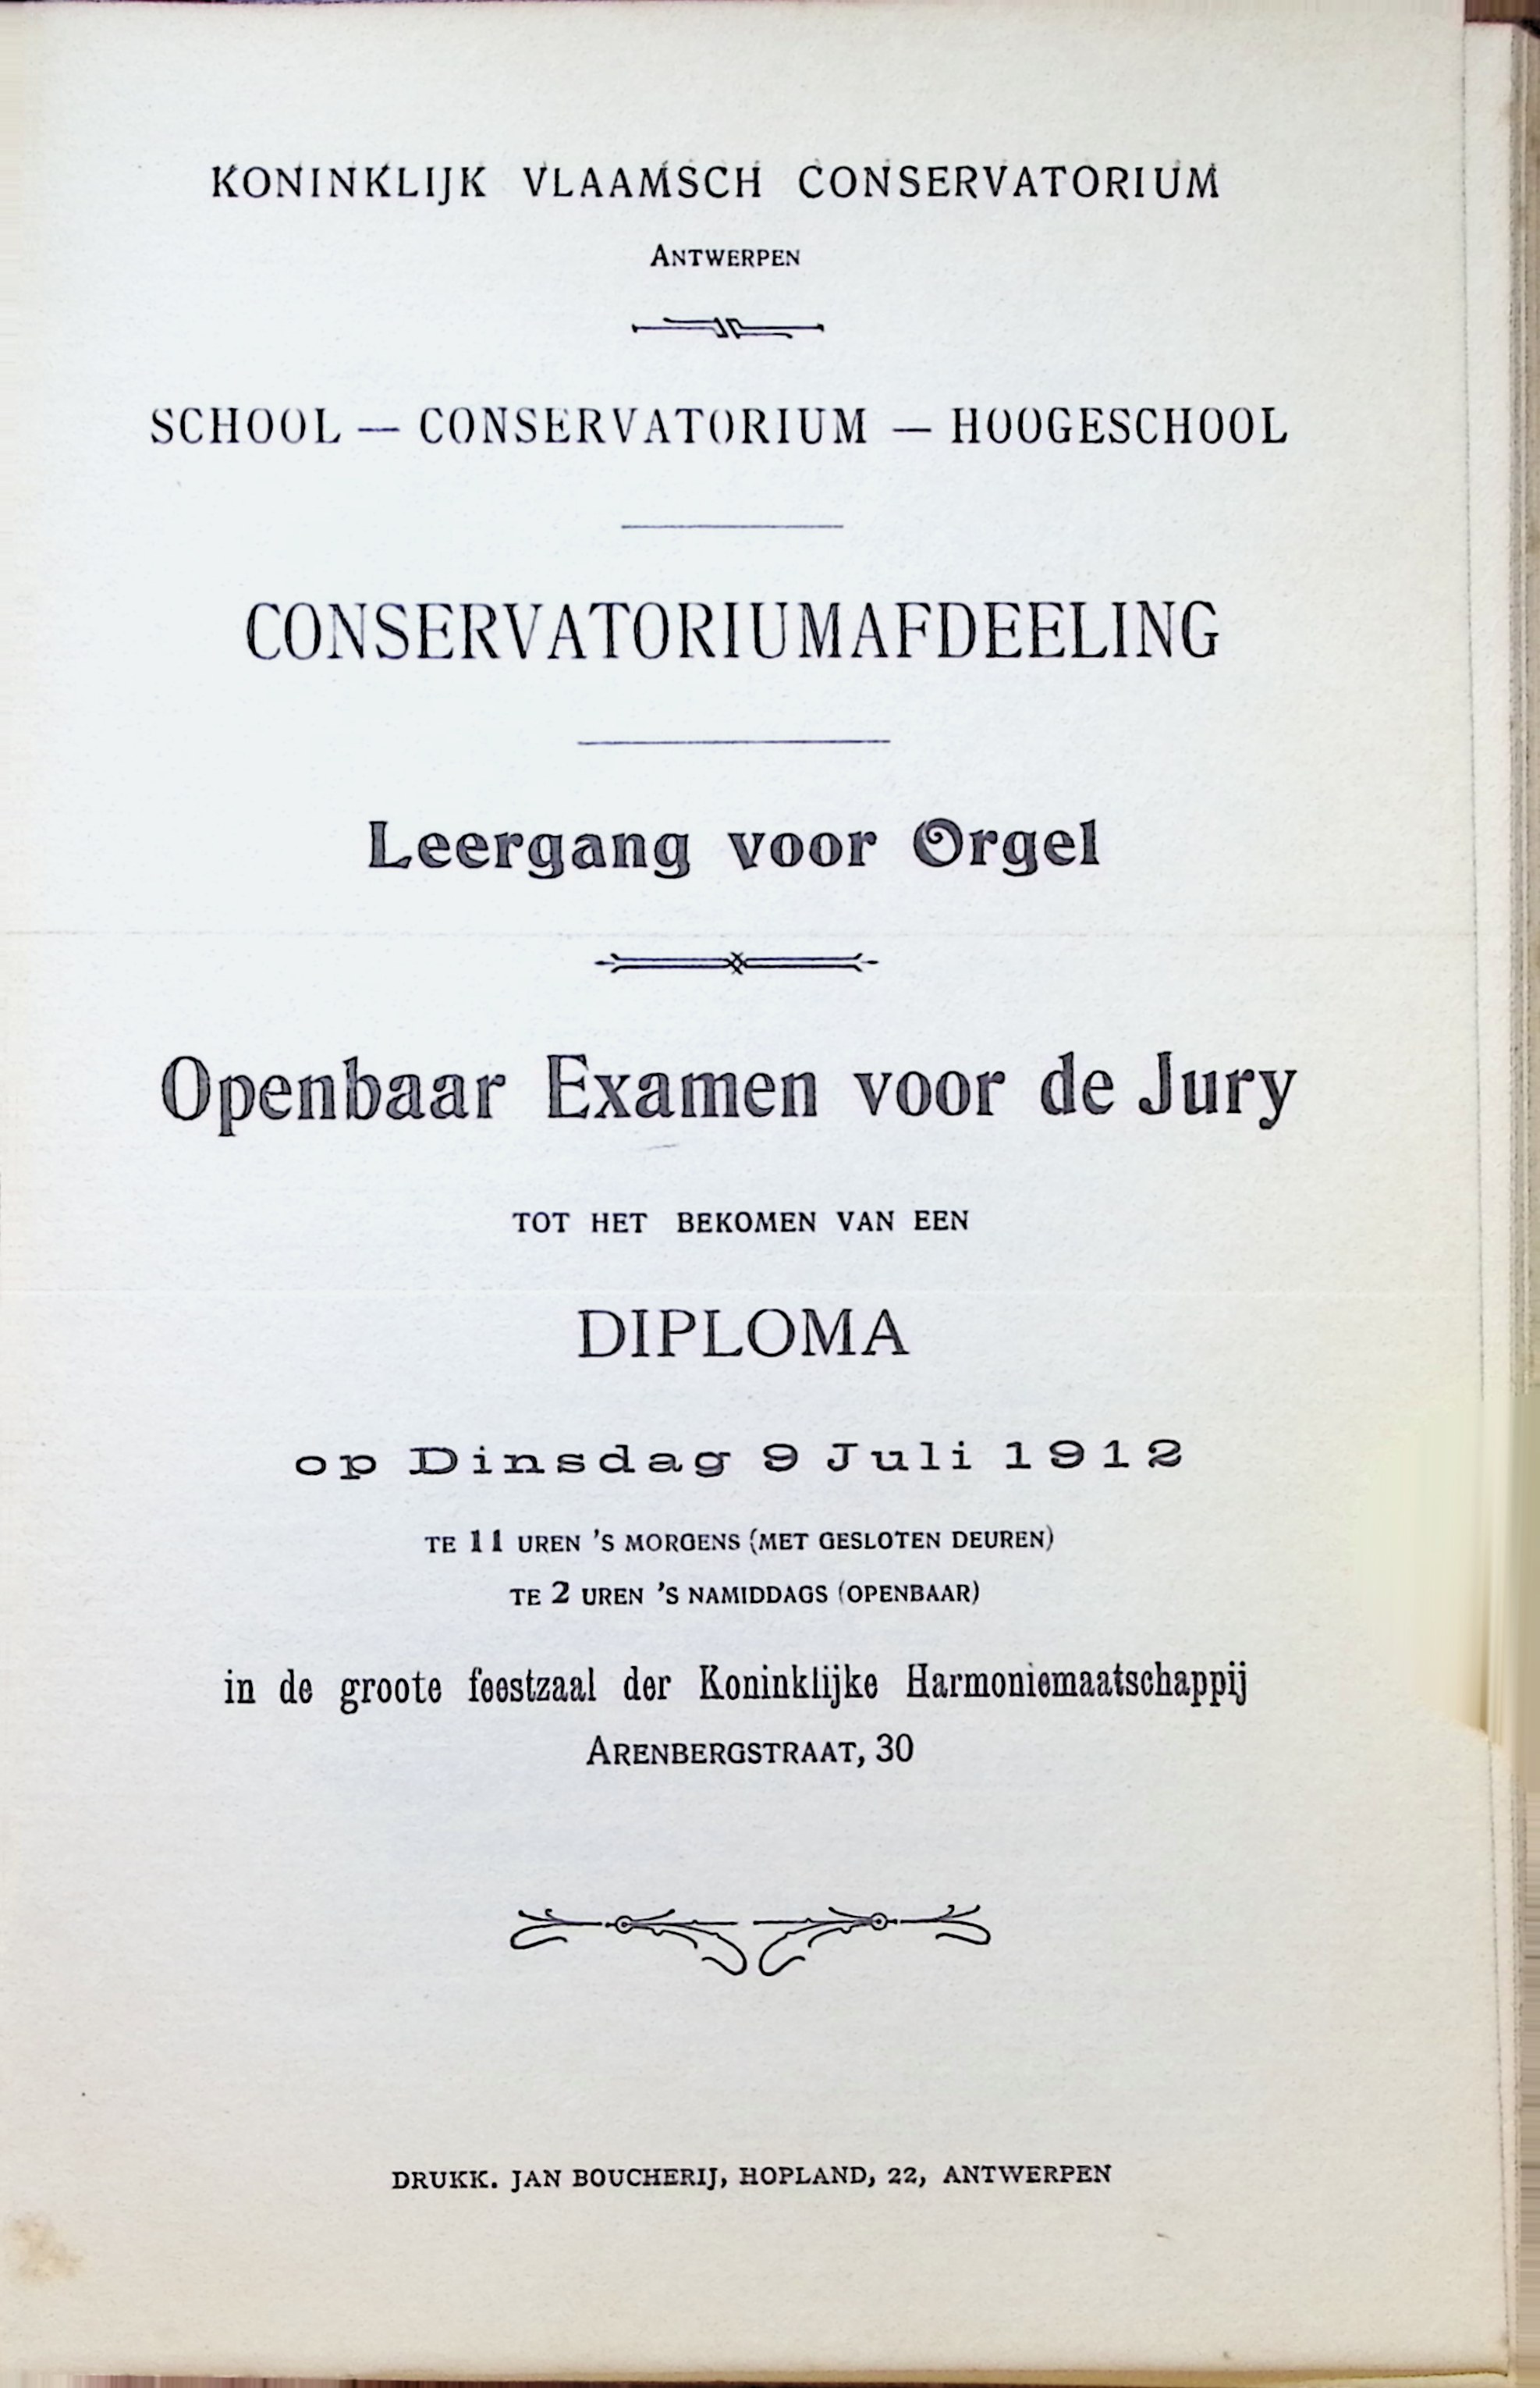 KONINKLIJK VLAAMSCH CONSERVATORIUM
ANTWERPEN
SCHOOL — CONSERVATORIUM — HOOGESCHOOL
CONSERVATORIUMAFDEELING
Leergang voor Orgel
Openbaar Examen voor de Jury
TOT HET BEKOMEN VAN EEN
DIPLOMA
op Dinsdag 9 Juli 1912
TE 11 UREN 'S MORGENS (MET GESLOTEN DEUREN)
TE 2 UREN 'S NAMIDDAGS (OPENBAAR)
in de groote feestzaal der Koninklijke Harmoniemaatschappij
ARENBERGSTRAAT, 30
DRUKK. JAN BOUCHERIJ, HOPLAND, 22, ANTWERPEN